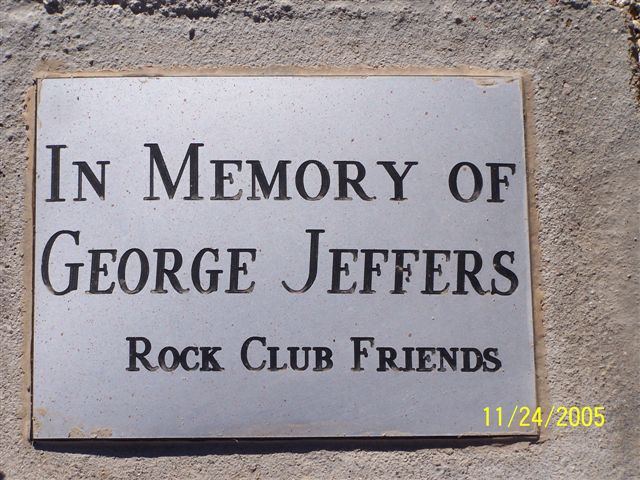 In Memory of
George Jeffers
Rock Club Friends
11/24/2005